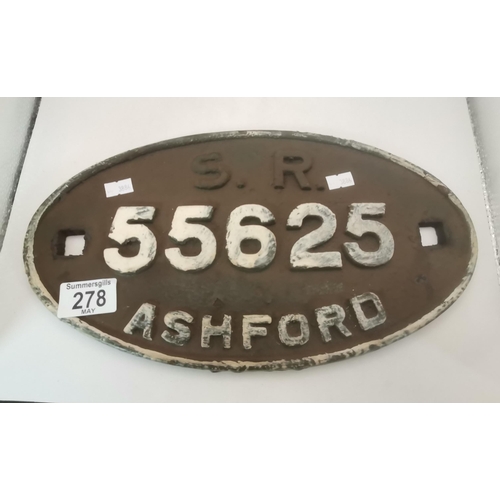 S. R.
55625
ASHFORD
Summersgills
278
MAY